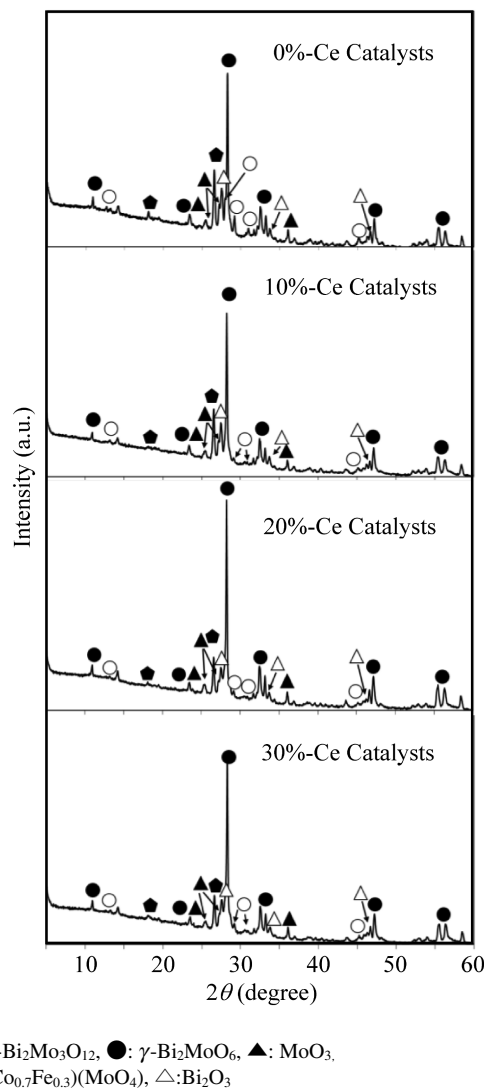 0%-Ce Catalysts
10%-Ce Catalysts
20%-Ce Catalysts
30%-Ce Catalysts
Intensity (a.u.)
10 20 30 40 50 60
2θ (degree)
-Bi₂Mo₃O₁₂, ●: γ-Bi₂MoO₆, ▲: MoO₃,
Co₀.₇Fe₀.₃)(MoO₄), △:Bi₂O₃